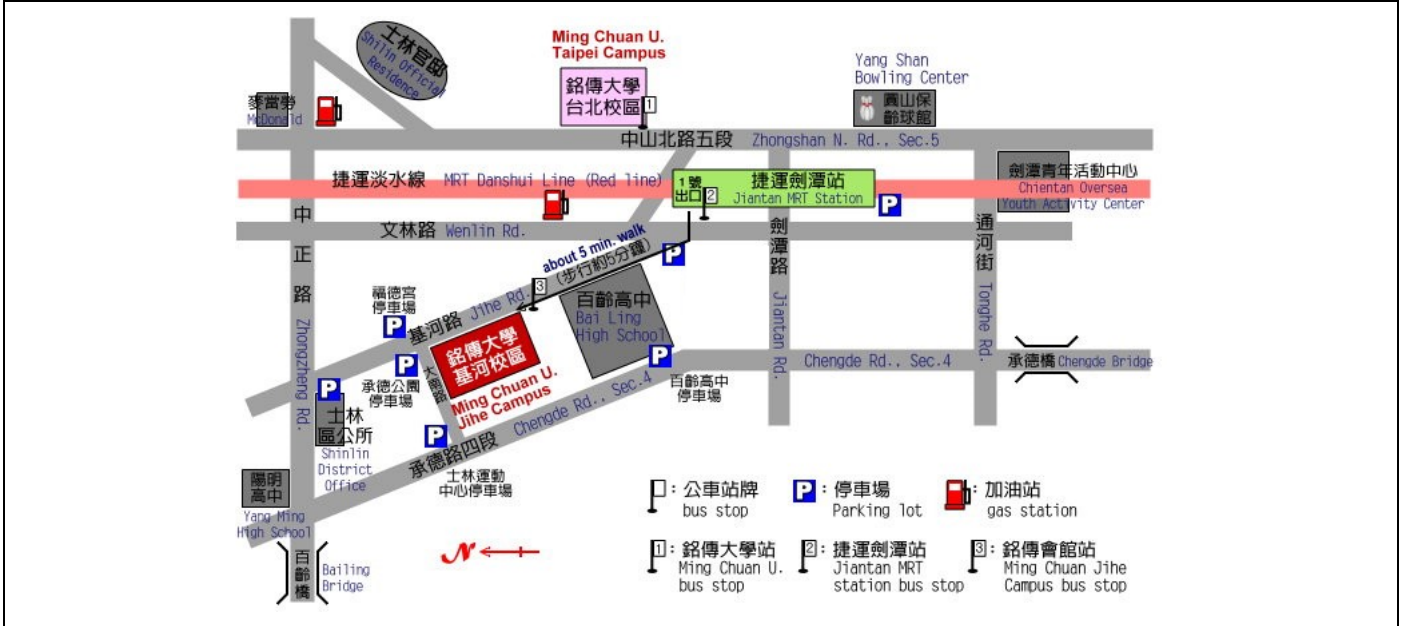 士林官邸
Shilin Official
Residence
Ming Chuan U.
Taipei Campus
銘傳大學
台北校區
1
Yang Shan
Bowling Center
圓山保
齡球館
麥當勞
McDonald
中山北路五段 Zhongshan N. Rd., Sec.5
捷運淡水線 MRT Danshui Line (Red line)
1號
出口
2
捷運劍潭站
Jiantan MRT Station
P
劍潭青年活動中心
Chientan Oversea
Youth Activity Center
文林路 Wenlin Rd.
中正路 Zhongzheng Rd.
劍潭路 Jiantan Rd.
通河街 Tonghe Rd.
about 5 min. walk
(步行約5分鐘)
P
3
基河路 Jihe Rd.
福德宮
停車場
P
百齡高中
Bai Ling
High School
銘傳大學
基河校區
Ming Chuan U.
Jihe Campus
大南路
P
承德公園
停車場
P
百齡高中
停車場
Chengde Rd., Sec.4
承德橋 Chengde Bridge
P
士林
區公所
Shinlin
District
Office
承德路四段 Chengde Rd., Sec.4
P
士林運動
中心停車場
陽明
高中
Yang Ming
High School
百齡橋
Bailing
Bridge
N
: 公車站牌
bus stop
P : 停車場
Parking lot
: 加油站
gas station
1 : 銘傳大學站
Ming Chuan U.
bus stop
2 : 捷運劍潭站
Jiantan MRT
station bus stop
3 : 銘傳會館站
Ming Chuan Jihe
Campus bus stop